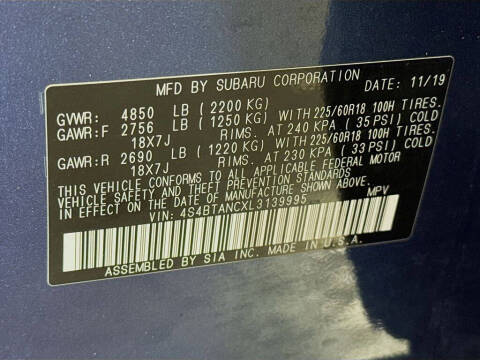 MFD BY SUBARU CORPORATION DATE: 11/19
GVWR: 4850 LB (2200 KG)
GAWR:F 2756 LB (1250 KG) WITH 225/60R18 100H TIRES.
18X7J RIMS. AT 240 KPA (35 PSI) COLD
GAWR:R 2690 LB (1220 KG) WITH 225/60R18 100H TIRES.
18X7J RIMS. AT 230 KPA (33 PSI) COLD
THIS VEHICLE CONFORMS TO ALL APPLICABLE FEDERAL MOTOR
VEHICLE SAFETY AND THEFT PREVENTION STANDARDS
IN EFFECT ON THE DATE OF MANUFACTURE SHOWN ABOVE.
VIN: 4S4BTANCXL3139995 MPV
ASSEMBLED BY SIA INC. MADE IN U.S.A.